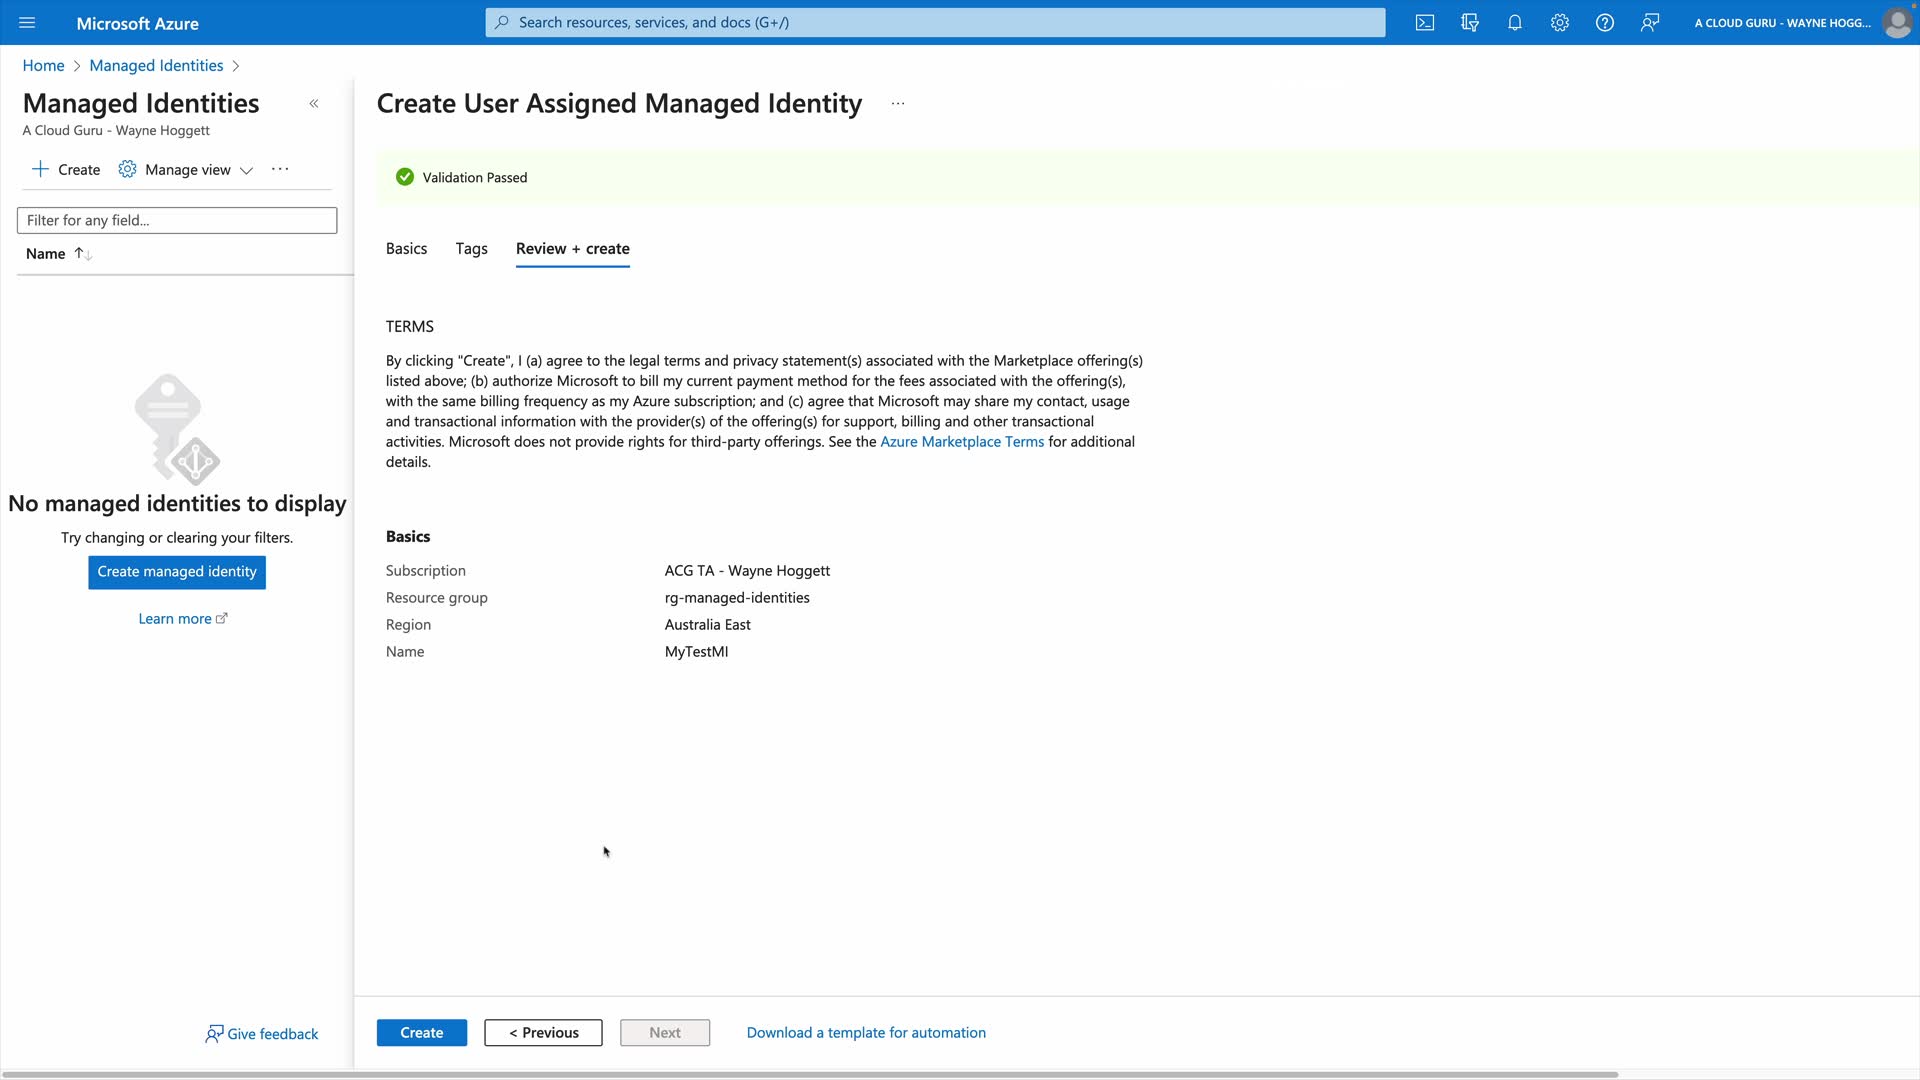 Microsoft Azure
Search resources, services, and docs (G+/)
A CLOUD GURU - WAYNE HOGG...
Home > Managed Identities >
Managed Identities
A Cloud Guru - Wayne Hoggett
Create
Manage view
Filter for any field...
Name
No managed identities to display
Try changing or clearing your filters.
Create managed identity
Learn more
Give feedback
Create User Assigned Managed Identity
Validation Passed
Basics
Tags
Review + create
TERMS
By clicking "Create", I (a) agree to the legal terms and privacy statement(s) associated with the Marketplace offering(s)
listed above; (b) authorize Microsoft to bill my current payment method for the fees associated with the offering(s),
with the same billing frequency as my Azure subscription; and (c) agree that Microsoft may share my contact, usage
and transactional information with the provider(s) of the offering(s) for support, billing and other transactional
activities. Microsoft does not provide rights for third-party offerings. See the Azure Marketplace Terms for additional
details.
Basics
Subscription ACG TA - Wayne Hoggett
Resource group rg-managed-identities
Region Australia East
Name MyTestMI
Create
< Previous
Next
Download a template for automation